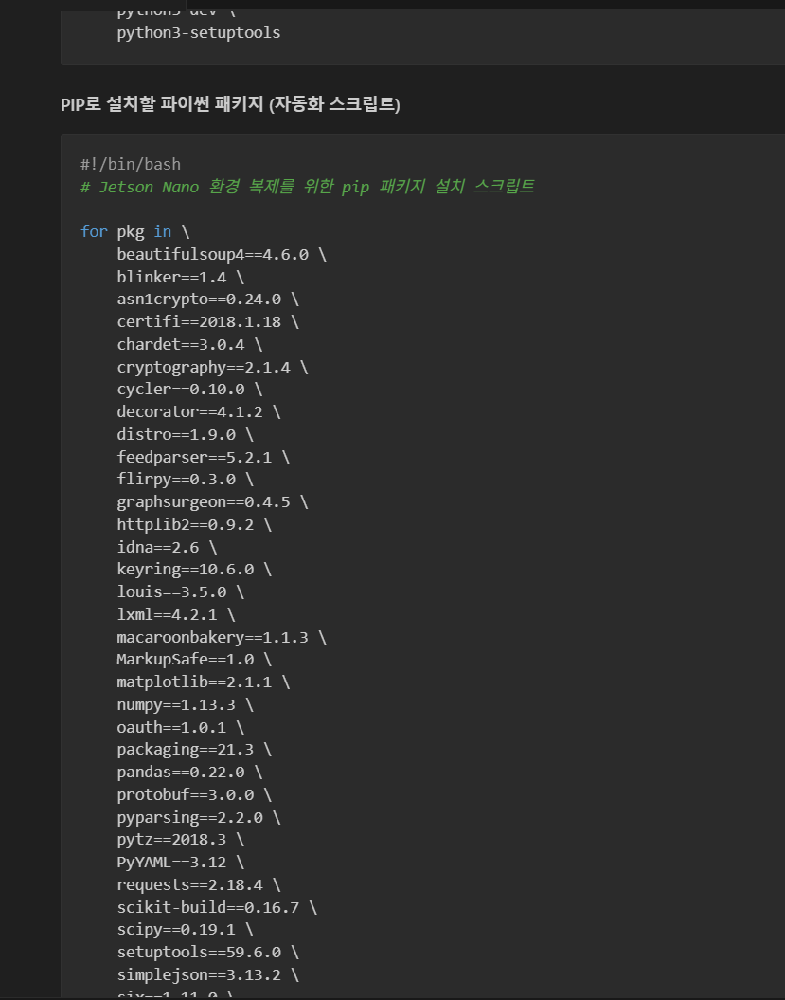 python3-dev \
python3-setuptools
PIP로 설치할 파이썬 패키지 (자동화 스크립트)
#!/bin/bash
# Jetson Nano 환경 복제를 위한 pip 패키지 설치 스크립트
for pkg in \
beautifulsoup4==4.6.0 \
blinker==1.4 \
asn1crypto==0.24.0 \
certifi==2018.1.18 \
chardet==3.0.4 \
cryptography==2.1.4 \
cycler==0.10.0 \
decorator==4.1.2 \
distro==1.9.0 \
feedparser==5.2.1 \
flirpy==0.3.0 \
graphsurgeon==0.4.5 \
httplib2==0.9.2 \
idna==2.6 \
keyring==10.6.0 \
louis==3.5.0 \
lxml==4.2.1 \
macaroonbakery==1.1.3 \
MarkupSafe==1.0 \
matplotlib==2.1.1 \
numpy==1.13.3 \
oauth==1.0.1 \
packaging==21.3 \
pandas==0.22.0 \
protobuf==3.0.0 \
pyparsing==2.2.0 \
pytz==2018.3 \
PyYAML==3.12 \
requests==2.18.4 \
scikit-build==0.16.7 \
scipy==0.19.1 \
setuptools==59.6.0 \
simplejson==3.13.2 \
six==1.11.0 \